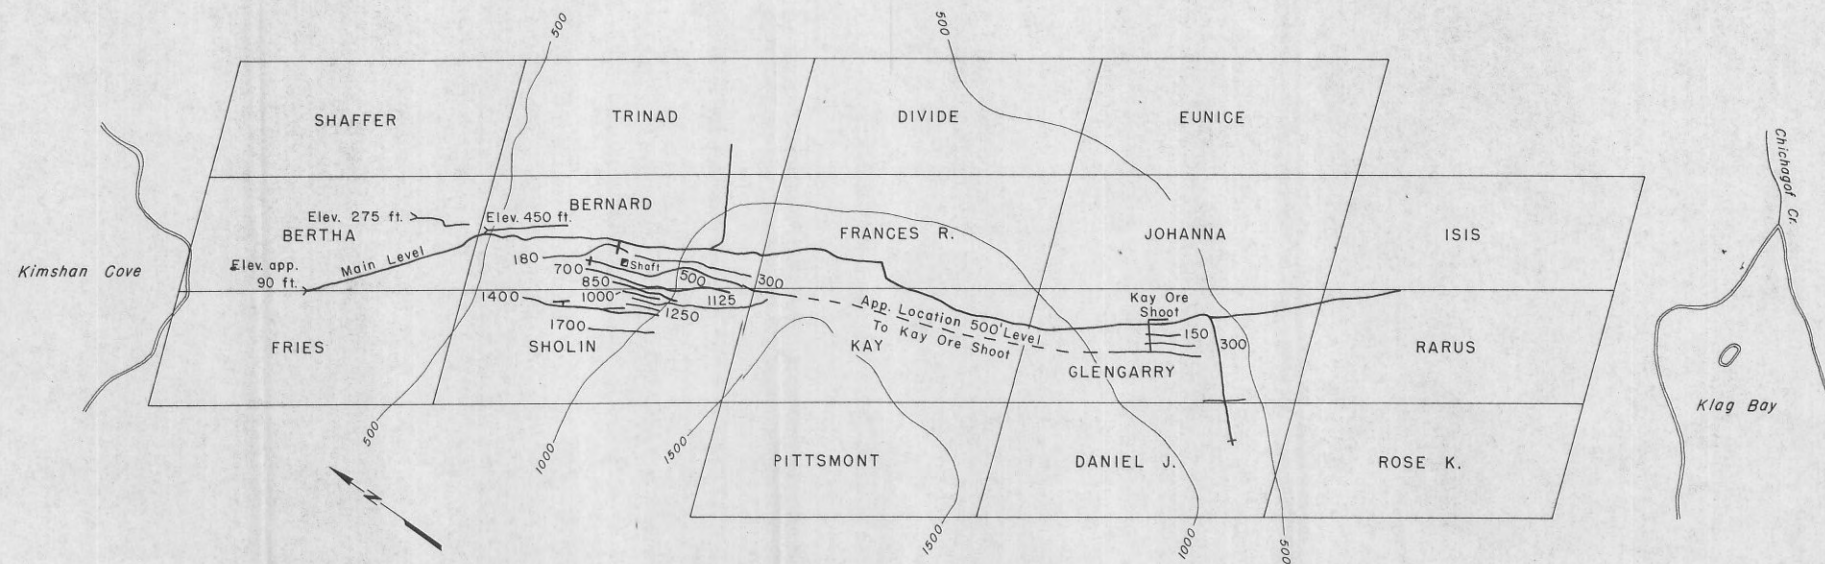 500
500
SHAFFER
TRINAD
DIVIDE
EUNICE
Chichagof Cr.
BERNARD
Elev. 275 ft.
Elev. 450 ft.
BERTHA
FRANCES R.
JOHANNA
ISIS
Kimshan Cove
Elev. app.
90 ft.
Main Level
180
Shaft
700
500
300
850
1000
1125
1400
1250
1700
App. Location 500' Level
To Kay Ore Shoot
Kay Ore
Shoot
150
300
FRIES
SHOLIN
KAY
GLENGARRY
RARUS
Klag Bay
500
1000
1500
PITTSMONT
DANIEL J.
ROSE K.
N
1500
1000
500